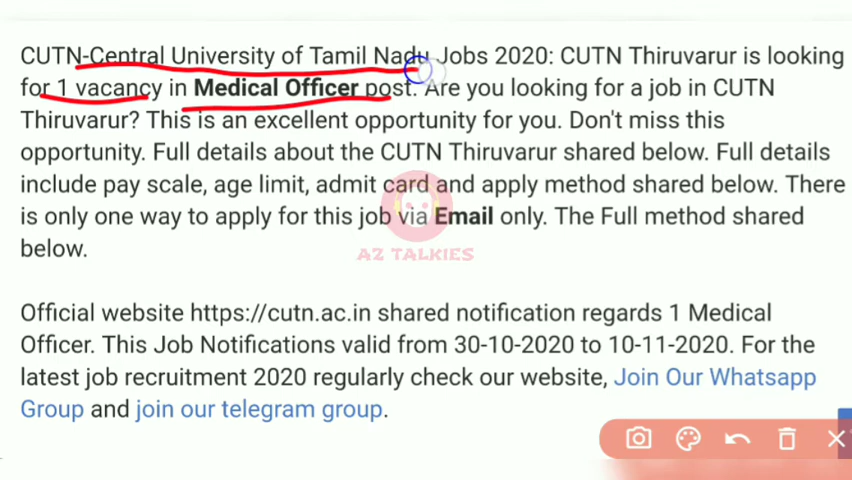 CUTN-Central University of Tamil Nadu Jobs 2020: CUTN Thiruvarur is looking
for 1 vacancy in Medical Officer post. Are you looking for a job in CUTN
Thiruvarur? This is an excellent opportunity for you. Don't miss this
opportunity. Full details about the CUTN Thiruvarur shared below. Full details
include pay scale, age limit, admit card and apply method shared below. There
is only one way to apply for this job via Email only. The Full method shared
below.
AZ TALKIES
Official website https://cutn.ac.in shared notification regards 1 Medical
Officer. This Job Notifications valid from 30-10-2020 to 10-11-2020. For the
latest job recruitment 2020 regularly check our website, Join Our Whatsapp
Group and join our telegram group.